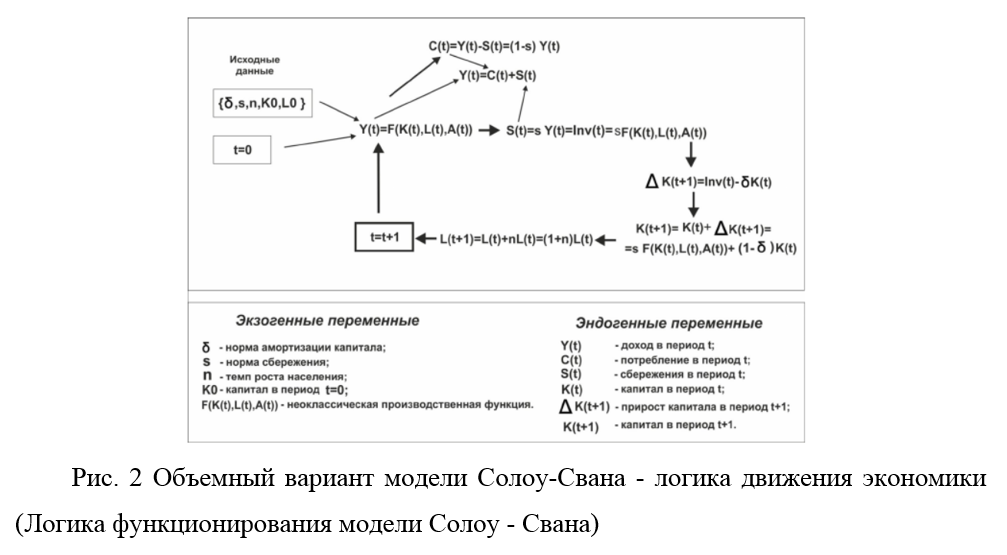 C(t)=Y(t)-S(t)=(1-s) Y(t)
Исходные
данные
Y(t)=C(t)+S(t)
{δ,s,n,K0,L0 }
Y(t)=F(K(t),L(t),A(t))
S(t)=s Y(t)=Inv(t)=sF(K(t),L(t),A(t))
t=0
Δ K(t+1)=Inv(t)-δK(t)
t=t+1
L(t+1)=L(t)+nL(t)=(1+n)L(t)
K(t+1)= K(t)+ ΔK(t+1)=
=s F(K(t),L(t),A(t))+ (1-δ )K(t)
Экзогенные переменные
δ - норма амортизации капитала;
s - норма сбережения;
n - темп роста населения;
K0 - капитал в период t=0;
F(K(t),L(t),A(t)) - неоклассическая производственная функция.
Эндогенные переменные
Y(t) - доход в период t;
C(t) - потребление в период t;
S(t) - сбережения в период t;
K(t) - капитал в период t;
Δ K(t+1) - прирост капитала в период t+1;
K(t+1) - капитал в период t+1.
Рис. 2 Объемный вариант модели Солоу-Свана - логика движения экономики
(Логика функционирования модели Солоу - Свана)